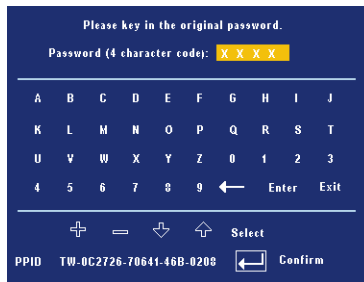 Please key in the original password.
Password (4 character code): X X X X
A B C D E F G H I J
K L M N O P Q R S T
U V W X Y Z 0 1 2 3
4 5 6 7 8 9 Enter Exit
Select
PPID TW-0C2726-70641-46B-0208 Confirm